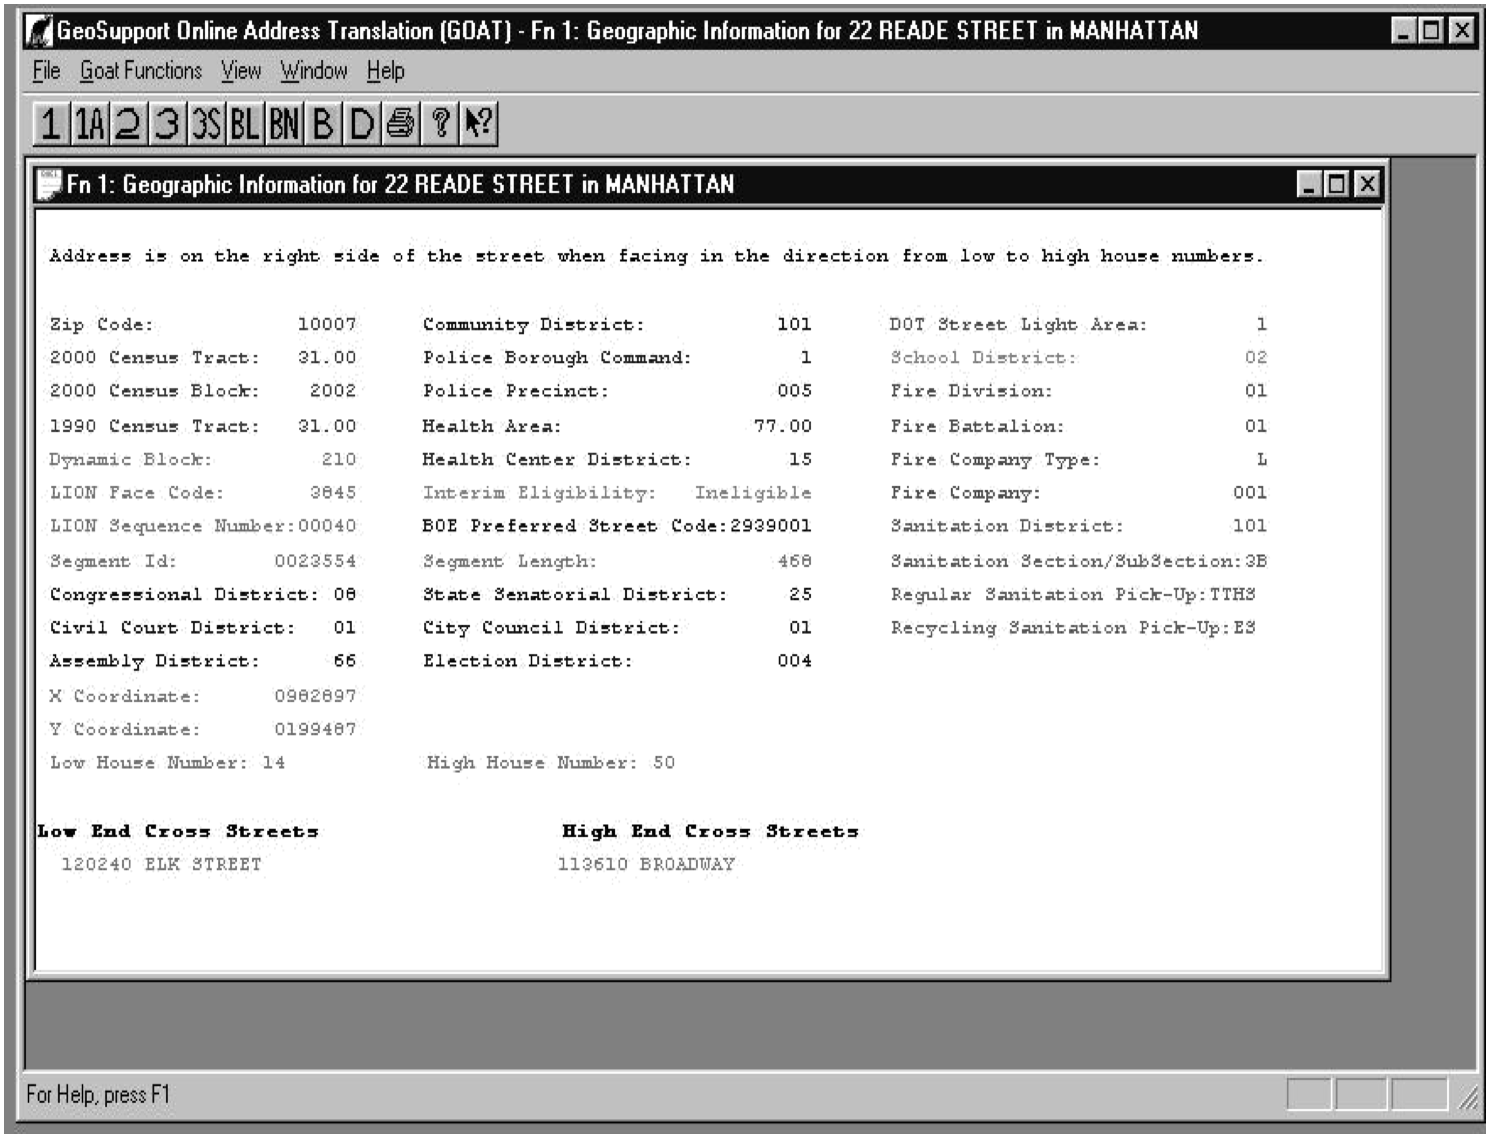 GeoSupport Online Address Translation (GOAT) - Fn 1: Geographic Information for 22 READE STREET in MANHATTAN
File Goat Functions View Window Help
1 1A 2 3 3S BL BN B D ? ?
Fn 1: Geographic Information for 22 READE STREET in MANHATTAN
Address is on the right side of the street when facing in the direction from low to high house numbers.
Zip Code: 10007 Community District: 101 DOT Street Light Area: 1
2000 Census Tract: 31.00 Police Borough Command: 1 School District: 02
2000 Census Block: 2002 Police Precinct: 005 Fire Division: 01
1990 Census Tract: 31.00 Health Area: 77.00 Fire Battalion: 01
Dynamic Block: 210 Health Center District: 15 Fire Company Type: L
LION Face Code: 3845 Interim Eligibility: Ineligible Fire Company: 001
LION Sequence Number:00040 BOE Preferred Street Code:2939001 Sanitation District: 101
Segment Id: 0023554 Segment Length: 468 Sanitation Section/SubSection:3B
Congressional District: 08 State Senatorial District: 25 Regular Sanitation Pick-Up:TTHS
Civil Court District: 01 City Council District: 01 Recycling Sanitation Pick-Up:ES
Assembly District: 66 Election District: 004
X Coordinate: 0982897
Y Coordinate: 0199487
Low House Number: 14 High House Number: 50
Low End Cross Streets High End Cross Streets
120240 ELK STREET 113610 BROADWAY
For Help, press F1